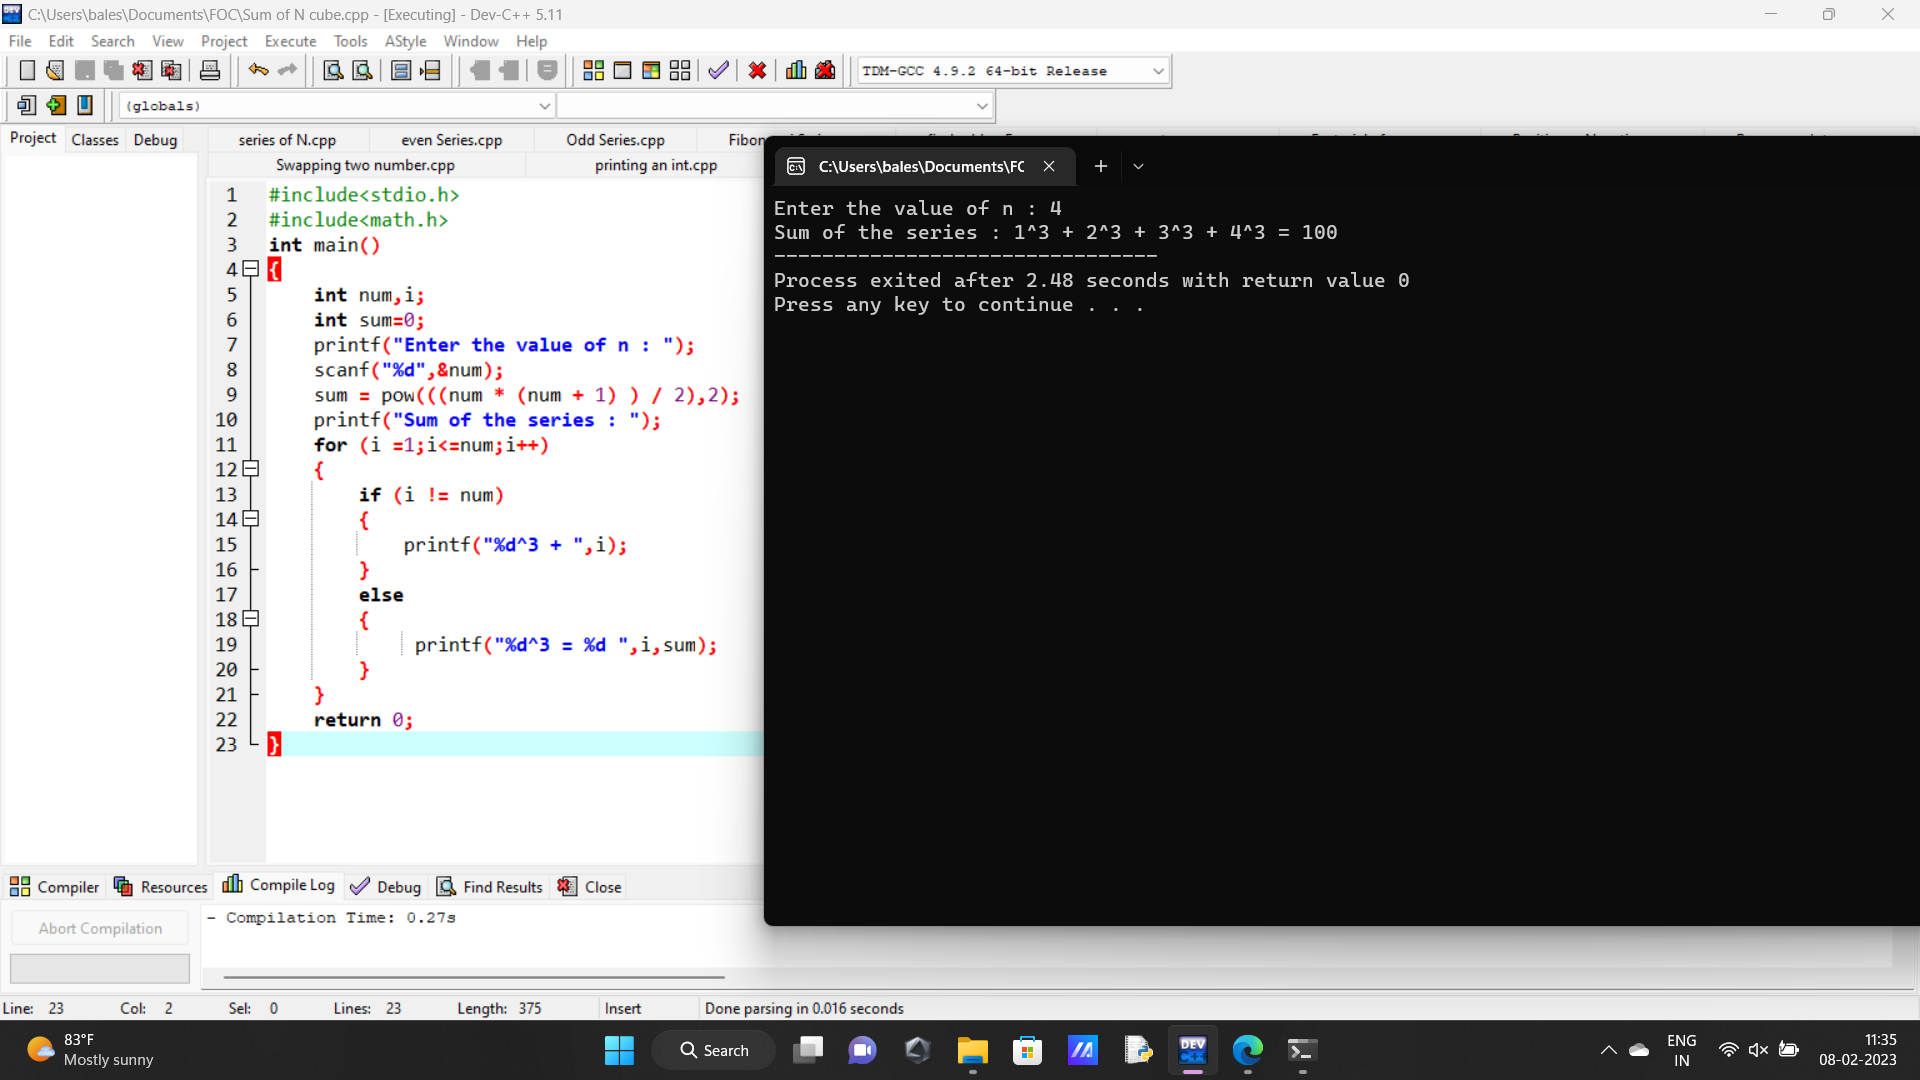 C:\Users\bales\Documents\FOC\Sum of N cube.cpp - [Executing] - Dev-C++ 5.11
File Edit Search View Project Execute Tools AStyle Window Help
TDM-GCC 4.9.2 64-bit Release
(globals)
Project Classes Debug
series of N.cpp even Series.cpp Odd Series.cpp
Swapping two number.cpp printing an int.cpp
1 #include<stdio.h>
2 #include<math.h>
3 int main()
4 {
5 int num,i;
6 int sum=0;
7 printf("Enter the value of n : ");
8 scanf("%d",&num);
9 sum = pow(((num * (num + 1) ) / 2),2);
10 printf("Sum of the series : ");
11 for (i =1;i<=num;i++)
12 {
13 if (i != num)
14 {
15 printf("%d^3 + ",i);
16 }
17 else
18 {
19 printf("%d^3 = %d ",i,sum);
20 }
21 }
22 return 0;
23 }
C:\Users\bales\Documents\FC
Enter the value of n : 4
Sum of the series : 1^3 + 2^3 + 3^3 + 4^3 = 100
--------------------------------
Process exited after 2.48 seconds with return value 0
Press any key to continue . . .
Compiler Resources Compile Log Debug Find Results Close
Abort Compilation
- Compilation Time: 0.27s
Line: 23 Col: 2 Sel: 0 Lines: 23 Length: 375 Insert Done parsing in 0.016 seconds
83°F
Mostly sunny
Search
DEV
C++
ENG
IN
11:35
08-02-2023